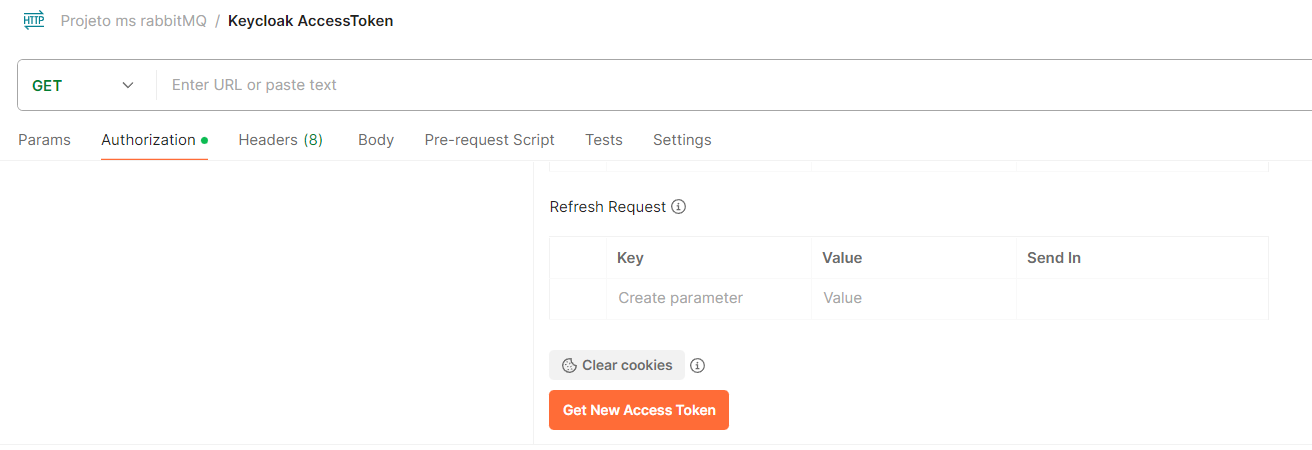 HTTP Projeto ms rabbitMQ / Keycloak AccessToken
GET Enter URL or paste text
Params Authorization Headers (8) Body Pre-request Script Tests Settings
Refresh Request
Key Value Send In
Create parameter Value
Clear cookies
Get New Access Token